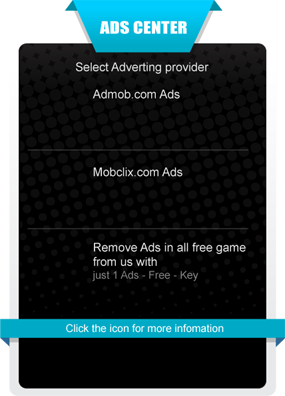 ADS CENTER
Select Adverting provider
Admob.com Ads
Mobclix.com Ads
Remove Ads in all free game
from us with
just 1 Ads - Free - Key
Click the icon for more infomation